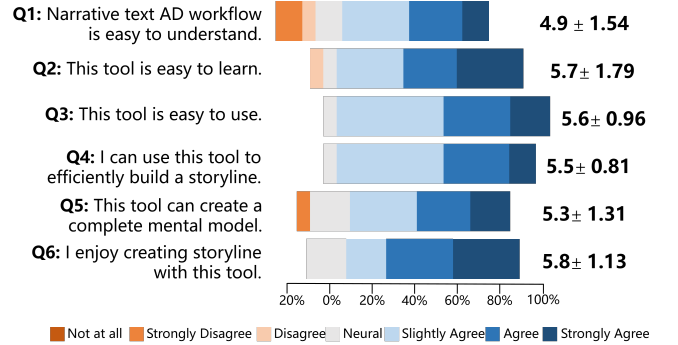 Q1: Narrative text AD workflow
is easy to understand.
4.9 ± 1.54
Q2: This tool is easy to learn.
5.7± 1.79
Q3: This tool is easy to use.
5.6± 0.96
Q4: I can use this tool to
efficiently build a storyline.
5.5± 0.81
Q5: This tool can create a
complete mental model.
5.3± 1.31
Q6: I enjoy creating storyline
with this tool.
5.8± 1.13
20% 0% 20% 40% 60% 80% 100%
Not at all Strongly Disagree Disagree Neural Slightly Agree Agree Strongly Agree